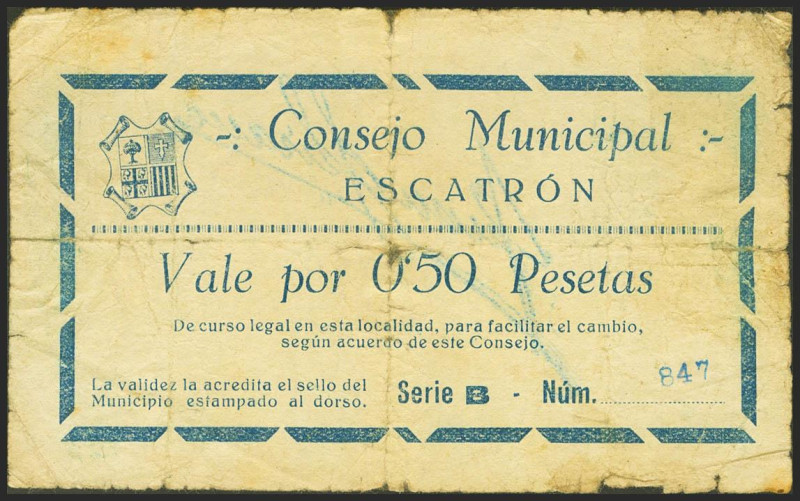 -: Consejo Municipal :-
ESCATRÓN
Vale por 0'50 Pesetas
De curso legal en esta localidad, para facilitar el cambio,
según acuerdo de este Consejo.
La validez la acredita el sello del
Municipio estampado al dorso.
Serie B - Núm. 847